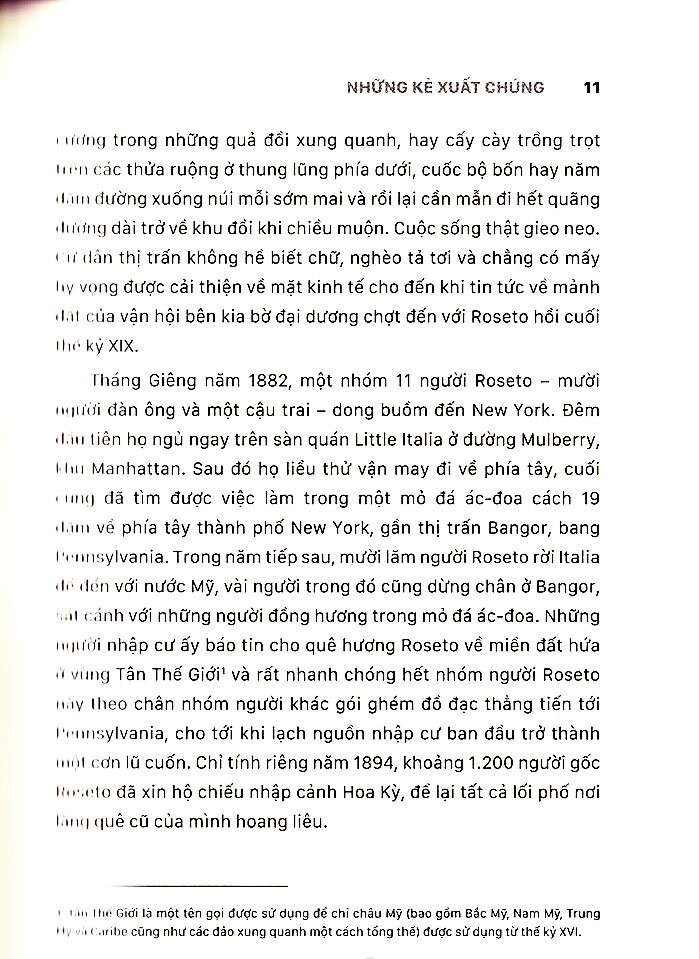 NHỮNG KẺ XUẤT CHÚNG 11
cương trong những quả đồi xung quanh, hay cấy cày trồng trọt
trên các thửa ruộng ở thung lũng phía dưới, cuốc bộ bốn hay năm
dặm đường xuống núi mỗi sớm mai và rồi lại cần mẫn đi hết quãng
đường dài trở về khu đồi khi chiều muộn. Cuộc sống thật gieo neo.
Cư dân thị trấn không hề biết chữ, nghèo tả tơi và chẳng có mấy
hy vọng được cải thiện về mặt kinh tế cho đến khi tin tức về mảnh
đất của vận hội bên kia bờ đại dương chợt đến với Roseto hồi cuối
thế kỷ XIX.
Tháng Giêng năm 1882, một nhóm 11 người Roseto – mười
người đàn ông và một cậu trai – dong buồm đến New York. Đêm
đầu tiên họ ngủ ngay trên sàn quán Little Italia ở đường Mulberry,
khu Manhattan. Sau đó họ liều thử vận may đi về phía tây, cuối
cùng đã tìm được việc làm trong một mỏ đá ác-đoa cách 19
dặm về phía tây thành phố New York, gần thị trấn Bangor, bang
Pennsylvania. Trong năm tiếp sau, mười lăm người Roseto rời Italia
để đến với nước Mỹ, vài người trong đó cũng dừng chân ở Bangor,
sát cánh với những người đồng hương trong mỏ đá ác-đoa. Những
người nhập cư ấy báo tin cho quê hương Roseto về miền đất hứa
ở vùng Tân Thế Giới¹ và rất nhanh chóng hết nhóm người Roseto
này theo chân nhóm người khác gói ghém đồ đạc thẳng tiến tới
Pennsylvania, cho tới khi lạch nguồn nhập cư ban đầu trở thành
một cơn lũ cuốn. Chỉ tính riêng năm 1894, khoảng 1.200 người gốc
Roseto đã xin hộ chiếu nhập cảnh Hoa Kỳ, để lại tất cả lối phố nơi
làng quê cũ của mình hoang liêu.
1 Tân Thế Giới là một tên gọi được sử dụng để chỉ châu Mỹ (bao gồm Bắc Mỹ, Nam Mỹ, Trung
Mỹ và Caribe cũng như các đảo xung quanh một cách tổng thể) được sử dụng từ thế kỷ XVI.